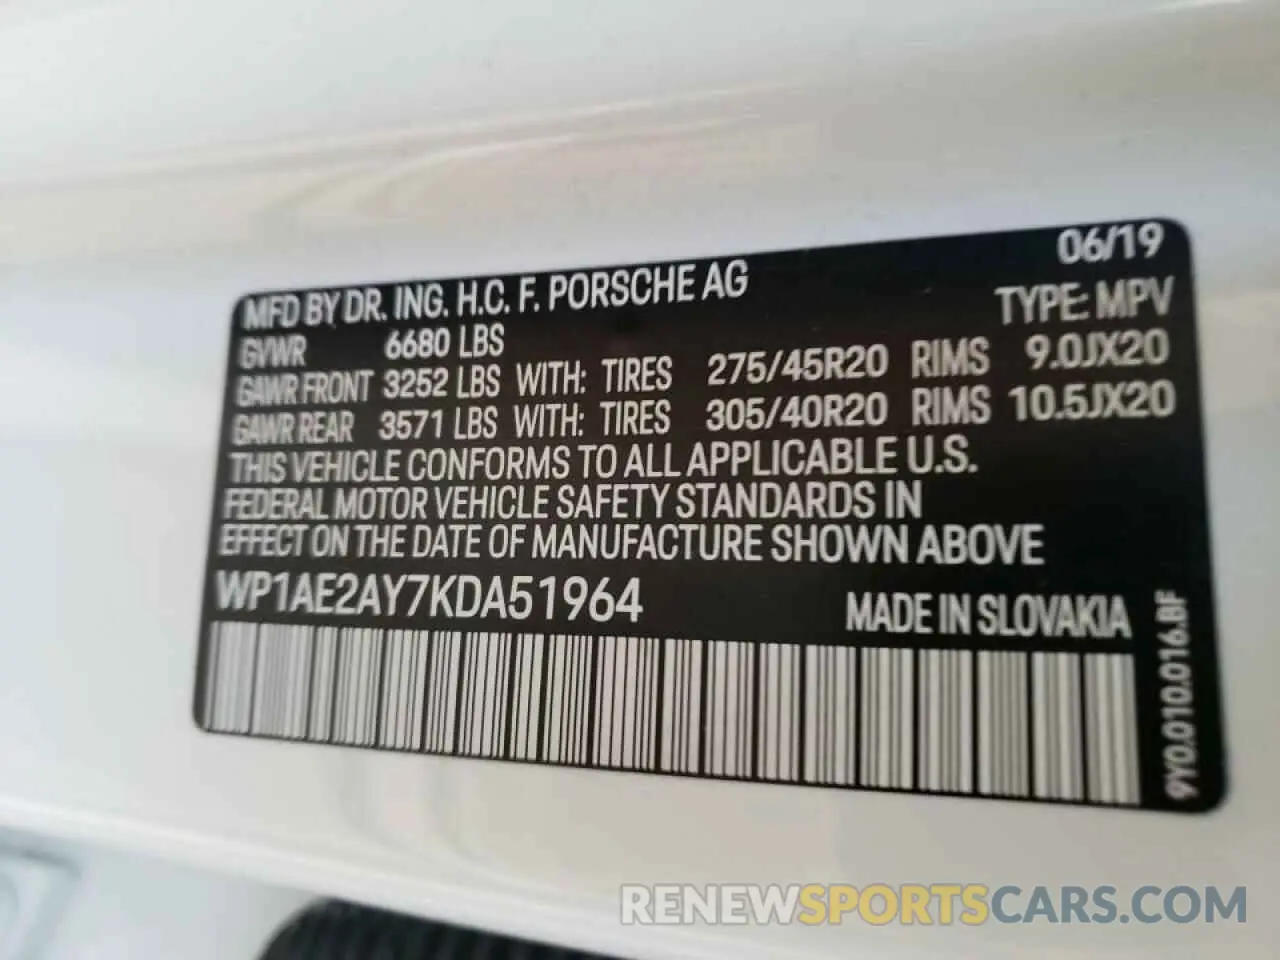 06/19
MFD BY DR. ING. H.C. F. PORSCHE AG TYPE: MPV
GVWR 6680 LBS
GAWR FRONT 3252 LBS WITH: TIRES 275/45R20 RIMS 9.0JX20
GAWR REAR 3571 LBS WITH: TIRES 305/40R20 RIMS 10.5JX20
THIS VEHICLE CONFORMS TO ALL APPLICABLE U.S.
FEDERAL MOTOR VEHICLE SAFETY STANDARDS IN
EFFECT ON THE DATE OF MANUFACTURE SHOWN ABOVE
WP1AE2AY7KDA51964 MADE IN SLOVAKIA
9Y0.010.016.BF
RENEWSPORTSCARS.COM